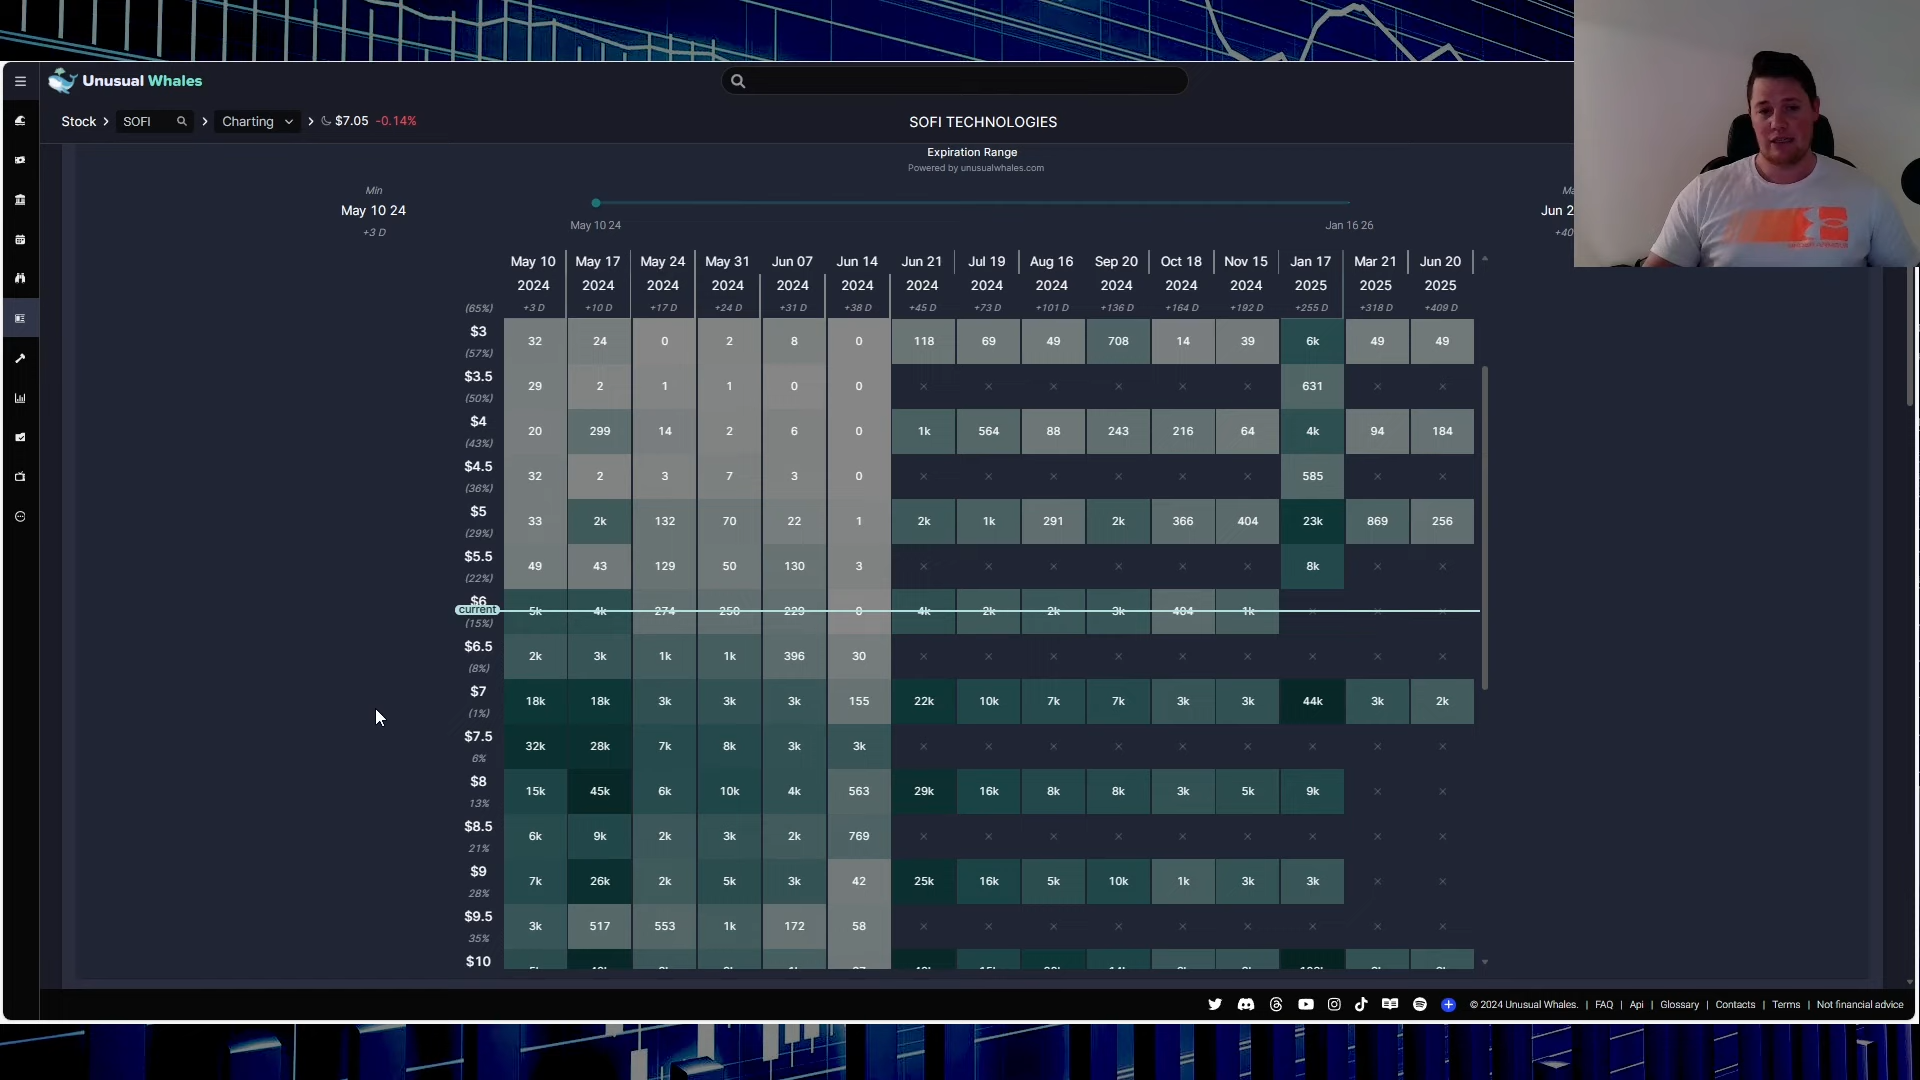 Unusual Whales
Stock > SOFI > Charting > $7.05 -0.14%
SOFI TECHNOLOGIES
Expiration Range
Powered by unusualwhales.com
Min
May 10 24
Jun 2
+3 D
May 10 24
Jan 16 26
May 10 May 17 May 24 May 31 Jun 07 Jun 14 Jun 21 Jul 19 Aug 16 Sep 20 Oct 18 Nov 15 Jan 17 Mar 21 Jun 20
2024 2024 2024 2024 2024 2024 2024 2024 2024 2024 2024 2024 2025 2025 2025
(65%) +3 D +10 D +17 D +24 D +31 D +38 D +45 D +73 D +101 D +136 D +164 D +192 D +255 D +318 D +409 D
$3 32 24 0 2 8 0 118 69 49 708 14 39 6k 49 49
(57%)
$3.5 29 2 1 1 0 0 × × × × × × 631 × ×
(50%)
$4 20 299 14 2 6 0 1k 564 88 243 216 64 4k 94 184
(43%)
$4.5 32 2 3 7 3 0 × × × × × × 585 × ×
(36%)
$5 33 2k 132 70 22 1 2k 1k 291 2k 366 404 23k 869 256
(29%)
$5.5 49 43 129 50 130 3 × × × × × × 8k × ×
(22%)
$6 5k 4k 274 250 229 4k 2k 2k 3k 404 1k × × ×
current
(15%)
$6.5 2k 3k 1k 1k 396 30 × × × × × × × × ×
(8%)
$7 18k 18k 3k 3k 3k 155 22k 10k 7k 7k 3k 3k 44k 3k 2k
(1%)
$7.5 32k 28k 7k 8k 3k 3k × × × × × × × × ×
6%
$8 15k 45k 6k 10k 4k 563 29k 16k 8k 8k 3k 5k 9k × ×
13%
$8.5 6k 9k 2k 3k 2k 769 × × × × × × × × ×
21%
$9 7k 26k 2k 5k 3k 42 25k 16k 5k 10k 1k 3k 3k × ×
28%
$9.5 3k 517 553 1k 172 58 × × × × × × × × ×
35%
$10
© 2024 Unusual Whales. | FAQ | Api | Glossary | Contacts | Terms | Not financial advice